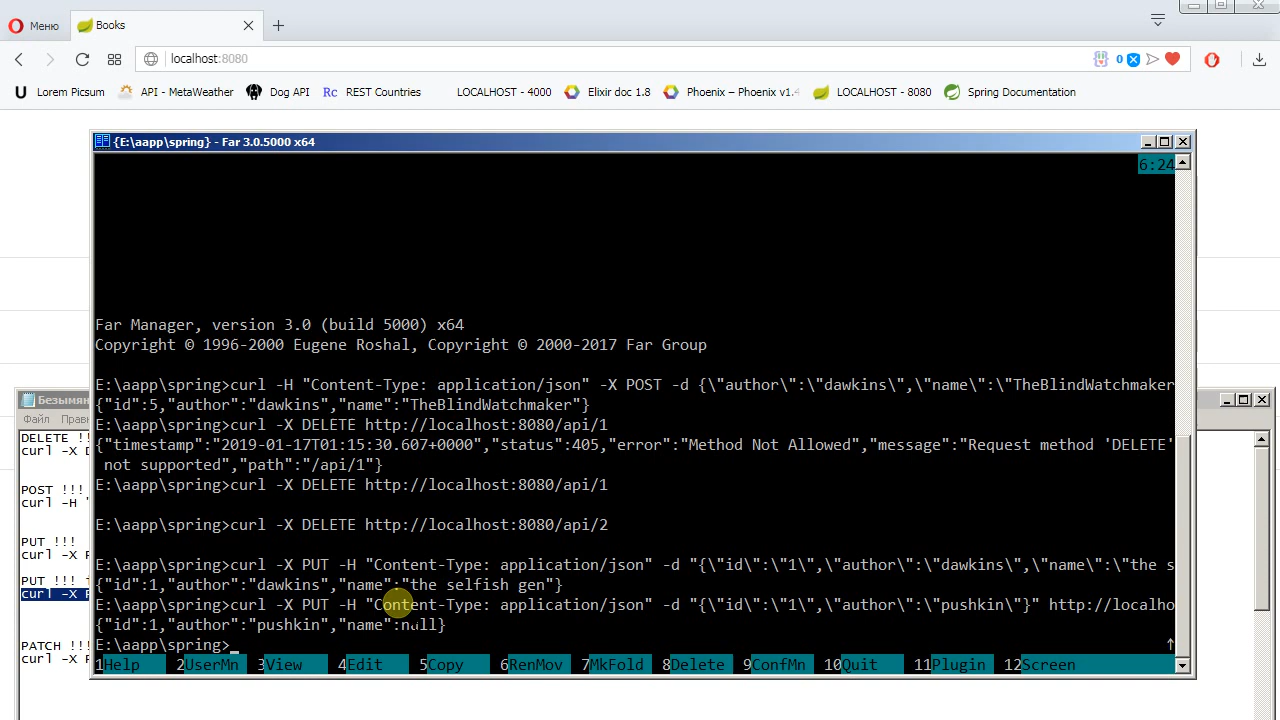 Меню
Books
localhost:8080
0
Lorem Picsum
API - MetaWeather
Dog API
Rc REST Countries
LOCALHOST - 4000
Elixir doc 1.8
Phoenix – Phoenix v1.4
LOCALHOST - 8080
Spring Documentation
{E:\aapp\spring} - Far 3.0.5000 x64
6:24
Far Manager, version 3.0 (build 5000) x64
Copyright © 1996-2000 Eugene Roshal, Copyright © 2000-2017 Far Group
E:\aapp\spring>curl -H "Content-Type: application/json" -X POST -d {\"author\":\"dawkins\",\"name\":\"TheBlindWatchmaker
{"id":5,"author":"dawkins","name":"TheBlindWatchmaker"}
E:\aapp\spring>curl -X DELETE http://localhost:8080/api/1
{"timestamp":"2019-01-17T01:15:30.607+0000","status":405,"error":"Method Not Allowed","message":"Request method 'DELETE'
not supported","path":"/api/1"}
E:\aapp\spring>curl -X DELETE http://localhost:8080/api/1
E:\aapp\spring>curl -X DELETE http://localhost:8080/api/2
E:\aapp\spring>curl -X PUT -H "Content-Type: application/json" -d "{\"id\":\"1\",\"author\":\"dawkins\",\"name\":\"the s
{"id":1,"author":"dawkins","name":"the selfish gen"}
E:\aapp\spring>curl -X PUT -H "Content-Type: application/json" -d "{\"id\":\"1\",\"author\":\"pushkin\"}" http://localho
{"id":1,"author":"pushkin","name":null}
E:\aapp\spring>
1Help 2UserMn 3View 4Edit 5Copy 6RenMov 7MkFold 8Delete 9ConfMn 10Quit 11Plugin 12Screen
Безымян
Файл Правк
DELETE !!
curl -X D
POST !!!
curl -H "
PUT !!!
curl -X P
PUT !!!
curl -X P
PATCH !!!
curl -X P